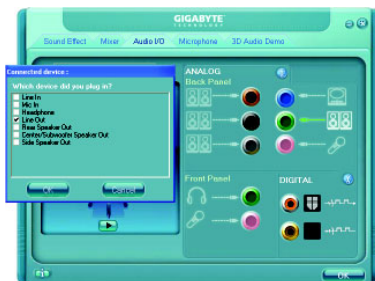 GIGABYTE
TECHNOLOGY
Sound Effect
Mixer
Audio I/O
Microphone
3D Audio Demo
Connected device :
Which device did you plug in?
Line In
Mic In
Headphone
Line Out
Rear Speaker Out
Center/Subwoofer Speaker Out
Side Speaker Out
OK
Cancel
ANALOG
Back Panel
Front Panel
DIGITAL
OK